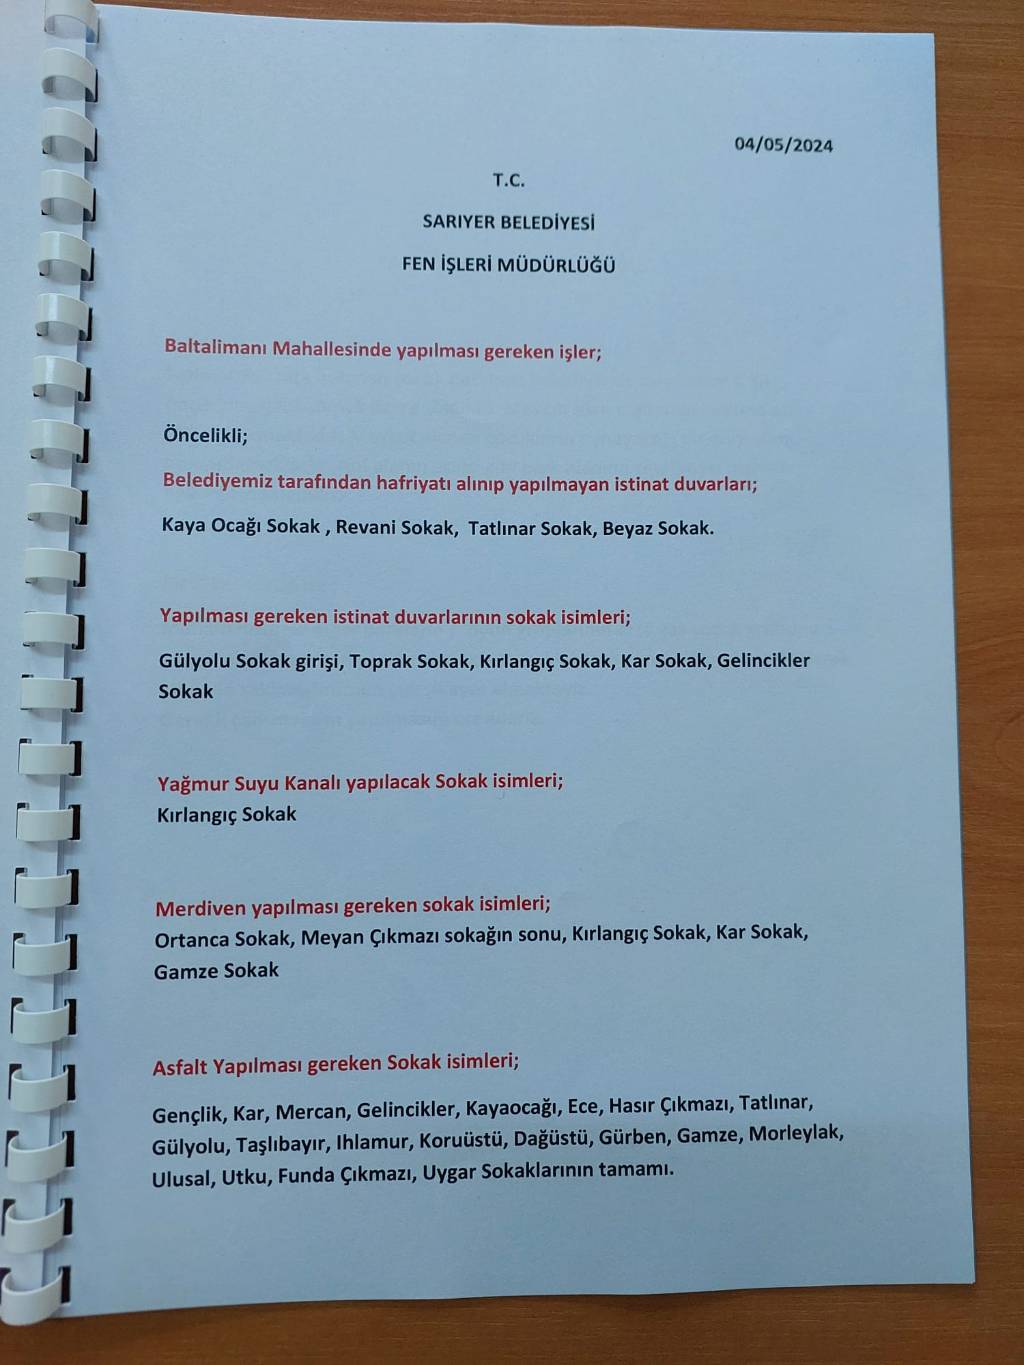 04/05/2024
T.C.
SARIYER BELEDİYESİ
FEN İŞLERİ MÜDÜRLÜĞÜ
Baltalimanı Mahallesinde yapılması gereken işler;
Öncelikli;
Belediyemiz tarafından hafriyatı alınıp yapılmayan istinat duvarları;
Kaya Ocağı Sokak , Revani Sokak,  Tatlınar Sokak, Beyaz Sokak.
Yapılması gereken istinat duvarlarının sokak isimleri;
Gülyolu Sokak girişi, Toprak Sokak, Kırlangıç Sokak, Kar Sokak, Gelincikler
Sokak
Yağmur Suyu Kanalı yapılacak Sokak isimleri;
Kırlangıç Sokak
Merdiven yapılması gereken sokak isimleri;
Ortanca Sokak, Meyan Çıkmazı sokağın sonu, Kırlangıç Sokak, Kar Sokak,
Gamze Sokak
Asfalt Yapılması gereken Sokak isimleri;
Gençlik, Kar, Mercan, Gelincikler, Kayaocağı, Ece, Hasır Çıkmazı, Tatlınar,
Gülyolu, Taşlıbayır, Ihlamur, Koruüstü, Dağüstü, Gürben, Gamze, Morleylak,
Ulusal, Utku, Funda Çıkmazı, Uygar Sokaklarının tamamı.